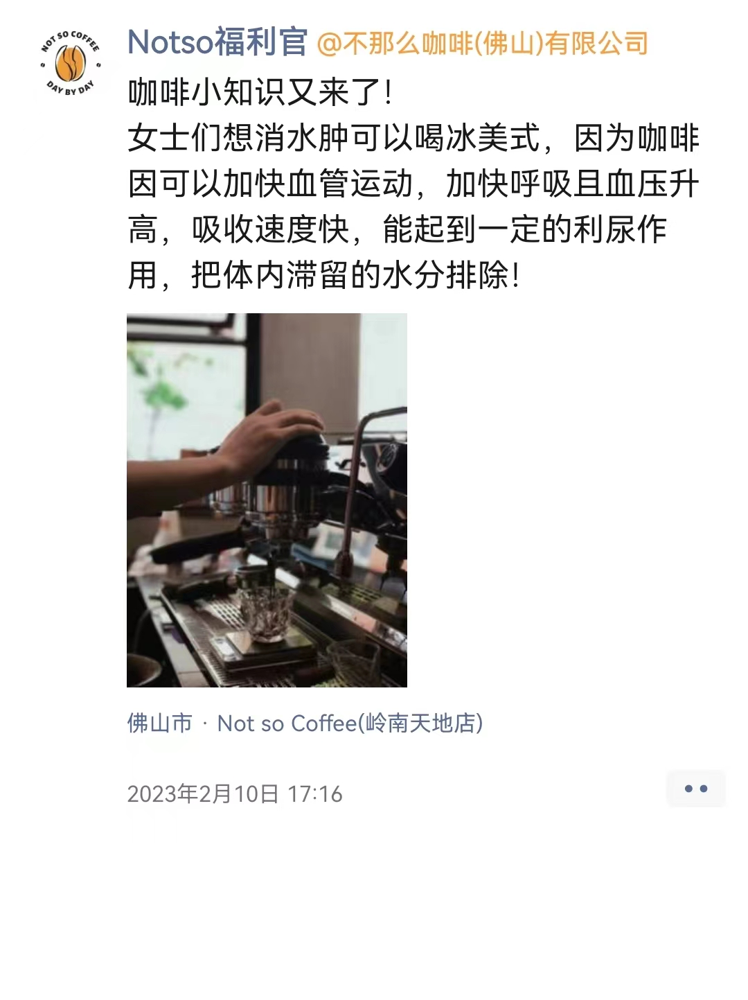 NOT SO COFFEE
DAY BY DAY
Notso福利官 @不那么咖啡(佛山)有限公司
咖啡小知识又来了!
女士们想消水肿可以喝冰美式，因为咖啡
因可以加快血管运动，加快呼吸且血压升
高，吸收速度快，能起到一定的利尿作
用，把体内滞留的水分排除!
佛山市 · Not so Coffee(岭南天地店)
2023年2月10日 17:16